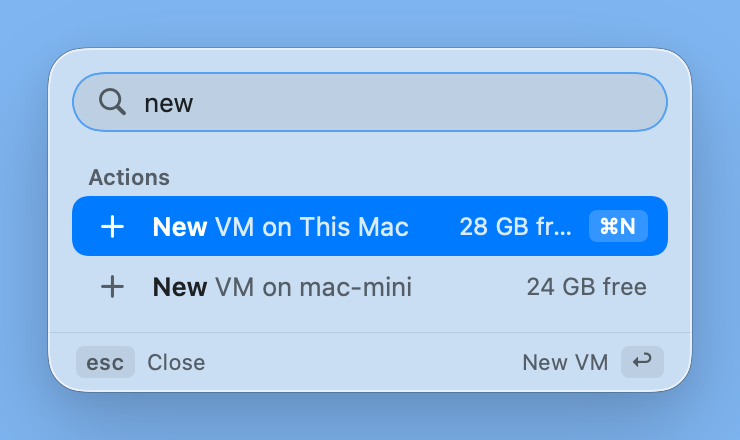 new
Actions
New VM on This Mac 28 GB fr... ⌘N
New VM on mac-mini 24 GB free
esc Close New VM ↩